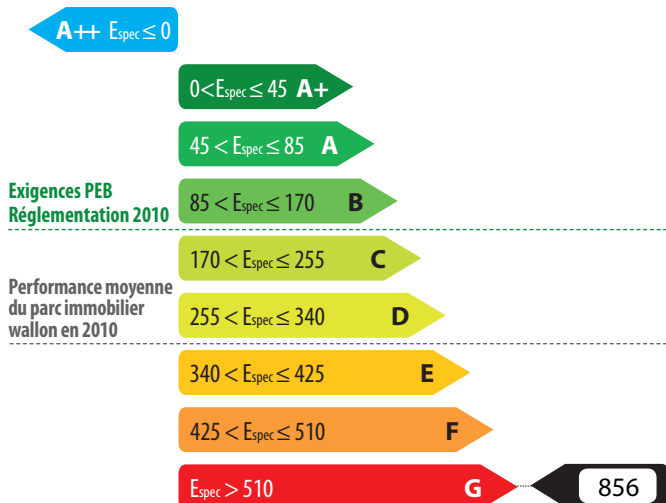 A++ Espec ≤ 0
0<Espec ≤ 45 A+
45 < Espec ≤ 85 A
Exigences PEB
Réglementation 2010
85 < Espec ≤ 170 B
170 < Espec ≤ 255 C
Performance moyenne
du parc immobilier
wallon en 2010
255 < Espec ≤ 340 D
340 < Espec ≤ 425 E
425 < Espec ≤ 510 F
Espec > 510 G 856